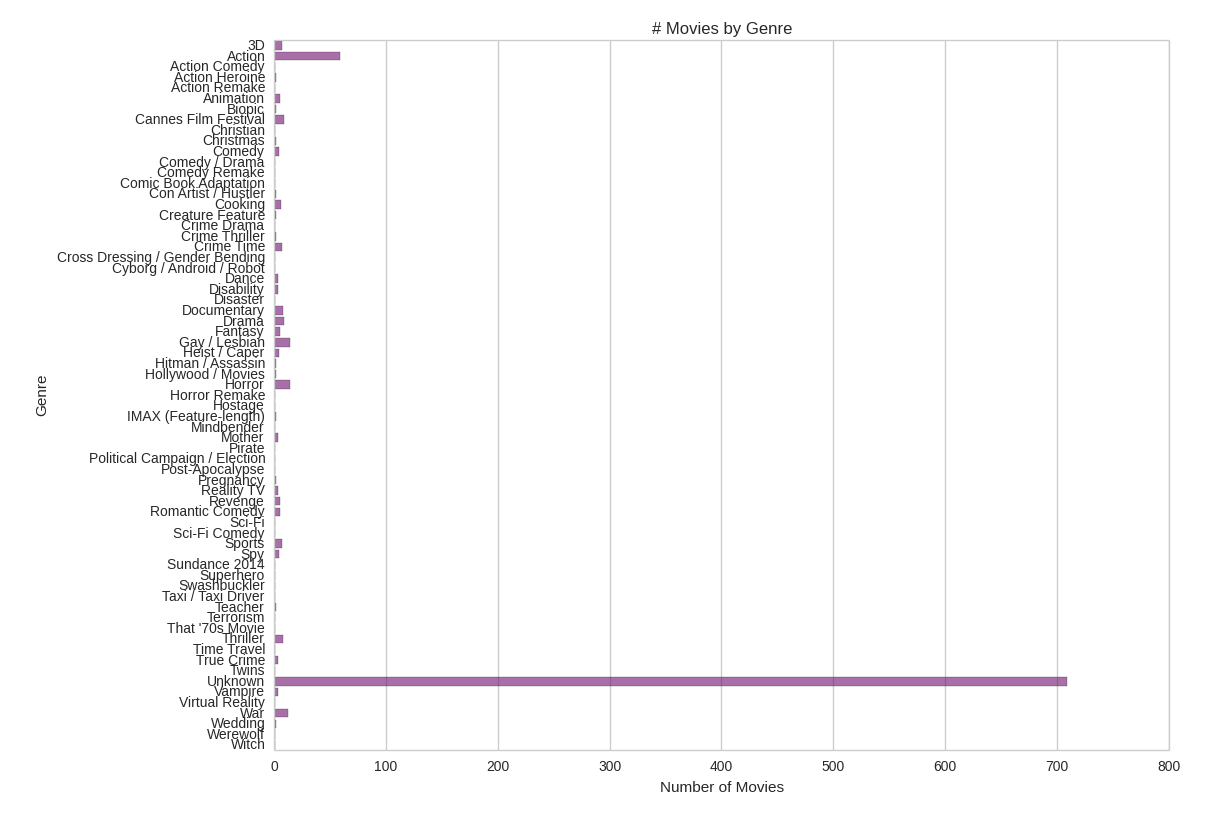 # Movies by Genre
3D
Action
Action Comedy
Action Heroine
Action Remake
Animation
Biopic
Cannes Film Festival
Christian
Christmas
Comedy
Comedy / Drama
Comedy Remake
Comic Book Adaptation
Con Artist / Hustler
Cooking
Creature Feature
Crime Drama
Crime Thriller
Crime Time
Cross Dressing / Gender Bending
Cyborg / Android / Robot
Dance
Disability
Disaster
Documentary
Drama
Fantasy
Gay / Lesbian
Heist / Caper
Hitman / Assassin
Hollywood / Movies
Horror
Horror Remake
Hostage
IMAX (Feature-length)
Mindbender
Mother
Pirate
Political Campaign / Election
Post-Apocalypse
Pregnancy
Reality TV
Revenge
Romantic Comedy
Sci-Fi
Sci-Fi Comedy
Sports
Spy
Sundance 2014
Superhero
Swashbuckler
Taxi / Taxi Driver
Teacher
Terrorism
That '70s Movie
Thriller
Time Travel
True Crime
Twins
Unknown
Vampire
Virtual Reality
War
Wedding
Werewolf
Witch
Genre
0 100 200 300 400 500 600 700 800
Number of Movies